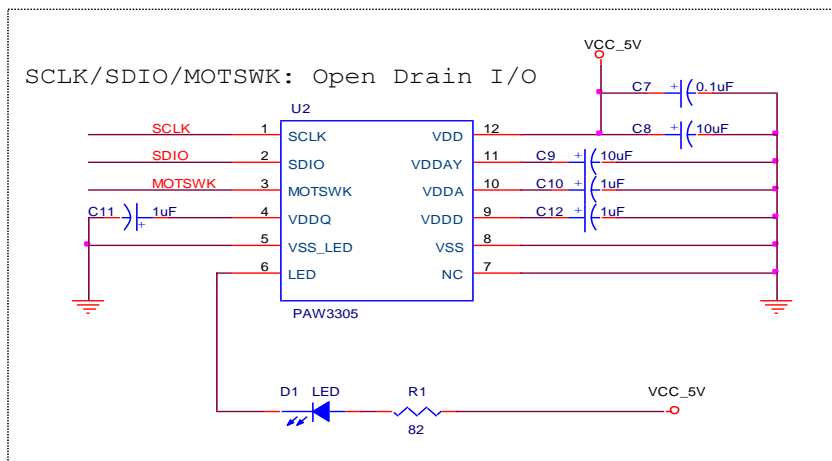 VCC_5V
SCLK/SDIO/MOTSWK: Open Drain I/O
C7 + 0.1uF
U2
SCLK 1 SCLK VDD 12 C8 + 10uF
SDIO 2 SDIO VDDAY 11 C9 + 10uF
MOTSWK 3 MOTSWK VDDA 10 C10 + 1uF
C11 + 1uF 4 VDDQ VDDD 9 C12 + 1uF
5 VSS_LED VSS 8
6 LED NC 7
PAW3305
D1 LED R1 VCC_5V
82